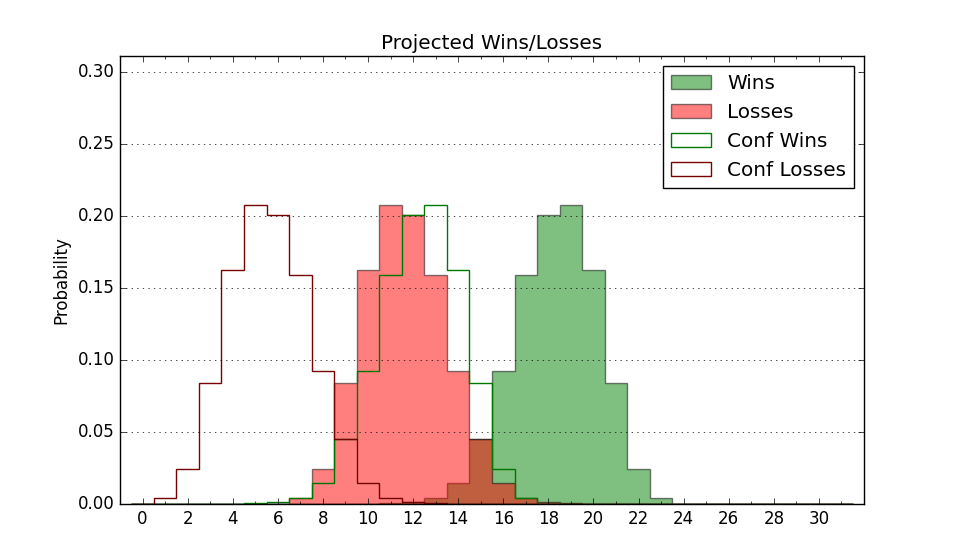 Projected Wins/Losses
Wins
Losses
Conf Wins
Conf Losses
Probability
0.30
0.25
0.20
0.15
0.10
0.05
0.00
0 2 4 6 8 10 12 14 16 18 20 22 24 26 28 30